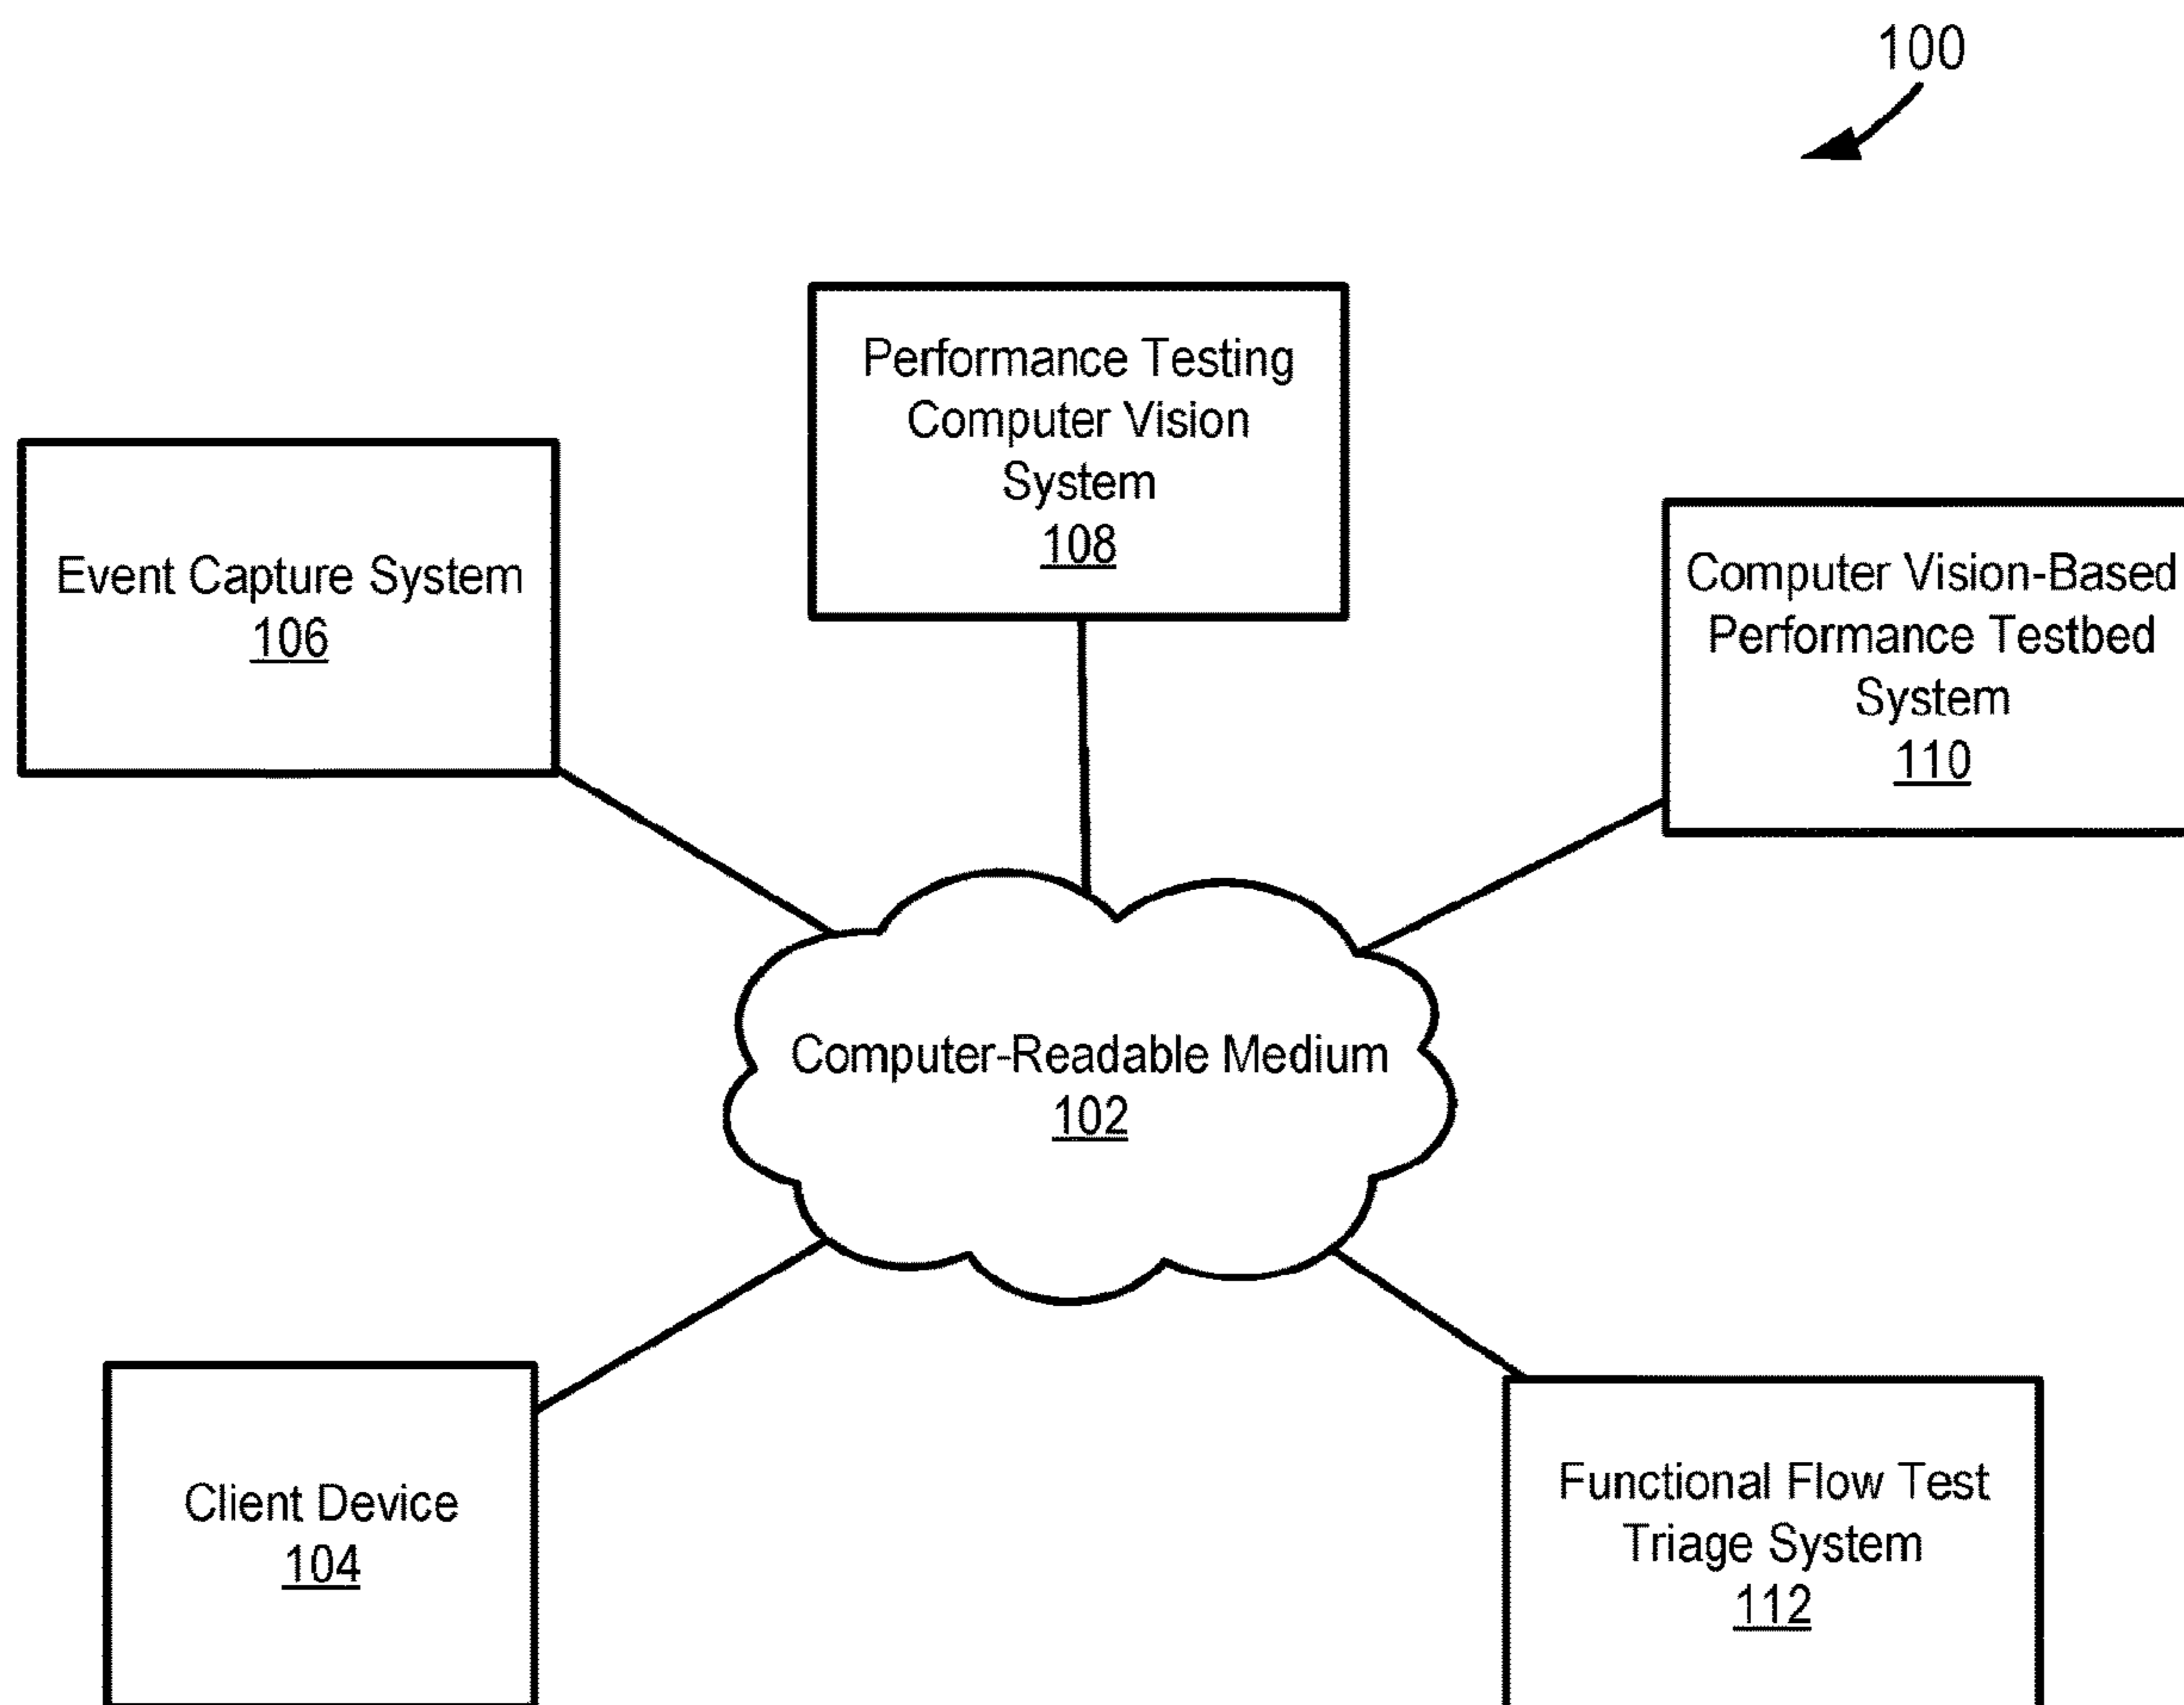 100
Performance Testing
Computer Vision
System
108
Event Capture System
106
Computer Vision-Based
Performance Testbed
System
110
Computer-Readable Medium
102
Client Device
104
Functional Flow Test
Triage System
112